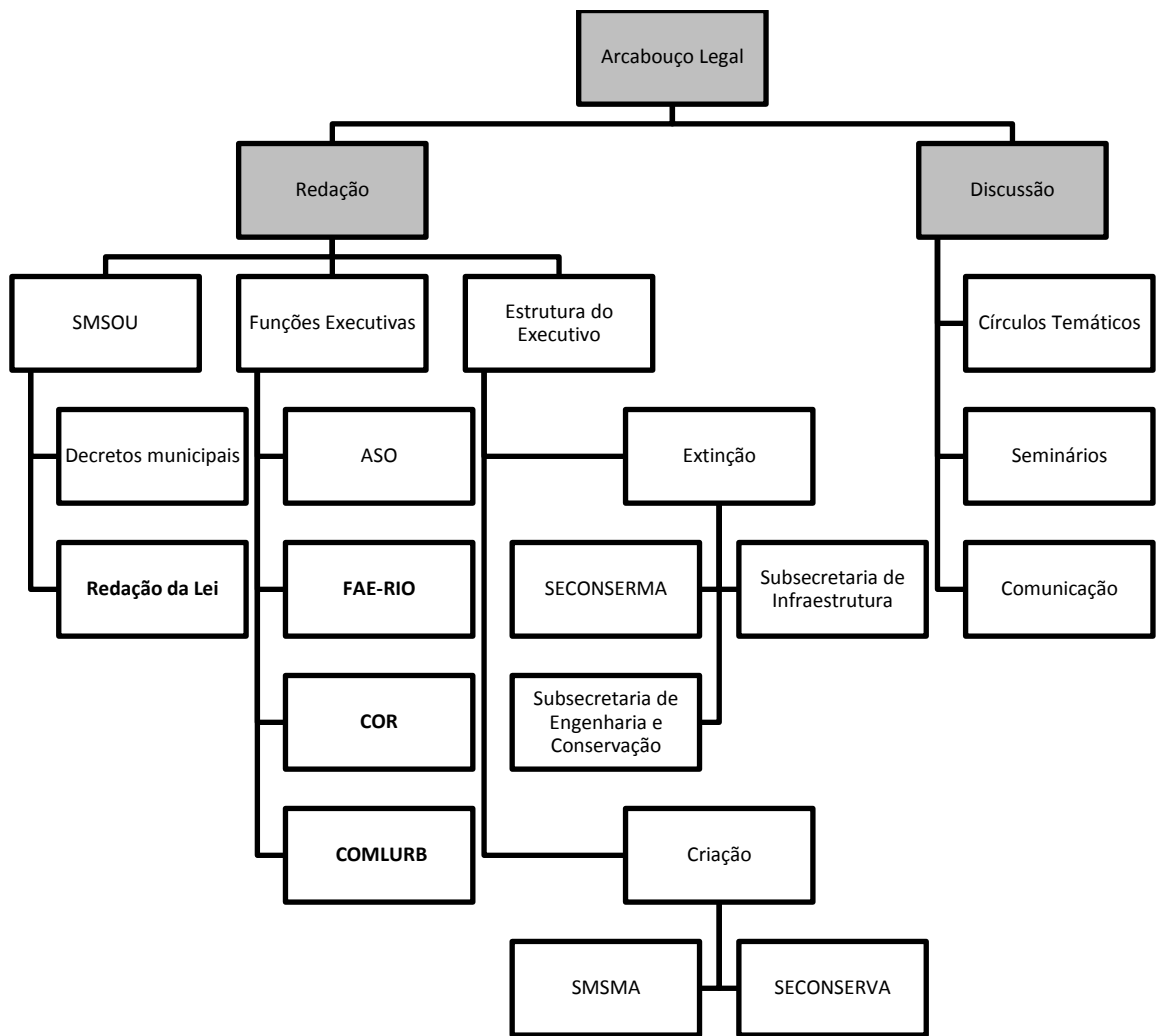 Arcabouço Legal
Redação
Discussão
SMSOU
Funções Executivas
Estrutura do
Executivo
Círculos Temáticos
Decretos municipais
ASO
Extinção
Seminários
Redação da Lei
FAE-RIO
SECONSERMA
Subsecretaria de
Infraestrutura
Comunicação
COR
Subsecretaria de
Engenharia e
Conservação
COMLURB
Criação
SMSMA
SECONSERVA